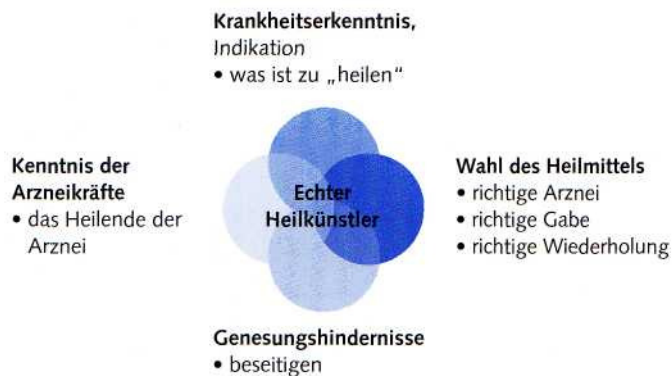 Krankheitserkenntnis,
Indikation
• was ist zu „heilen“
Kenntnis der
Arzneikräfte
• das Heilende der
Arznei
Echter
Heilkünstler
Wahl des Heilmittels
• richtige Arznei
• richtige Gabe
• richtige Wiederholung
Genesungshindernisse
• beseitigen